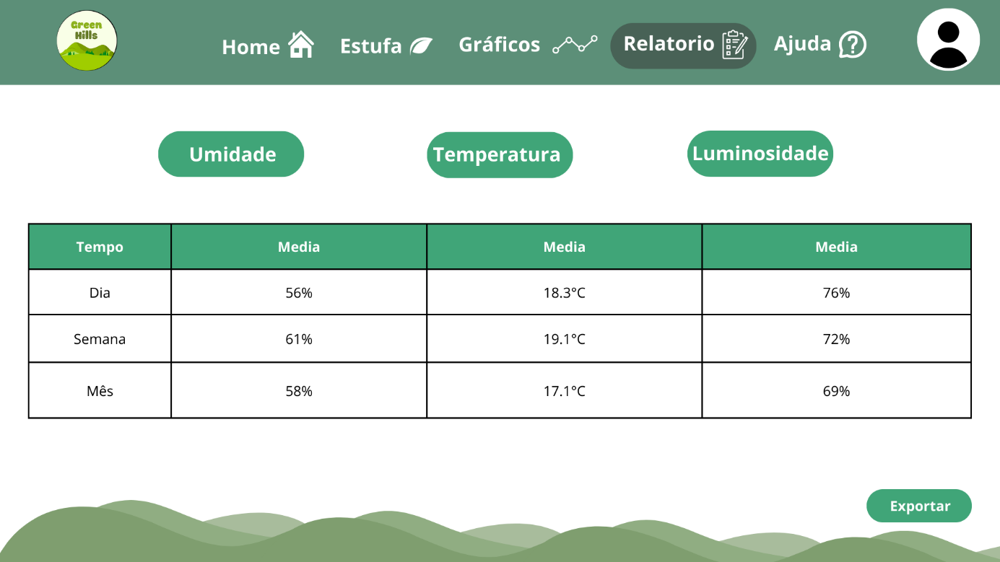 Green
Hills
Home
Estufa
Gráficos
Relatorio
Ajuda
Umidade
Temperatura
Luminosidade
Tempo Media Media Media
Dia 56% 18.3°C 76%
Semana 61% 19.1°C 72%
Mês 58% 17.1°C 69%
Exportar